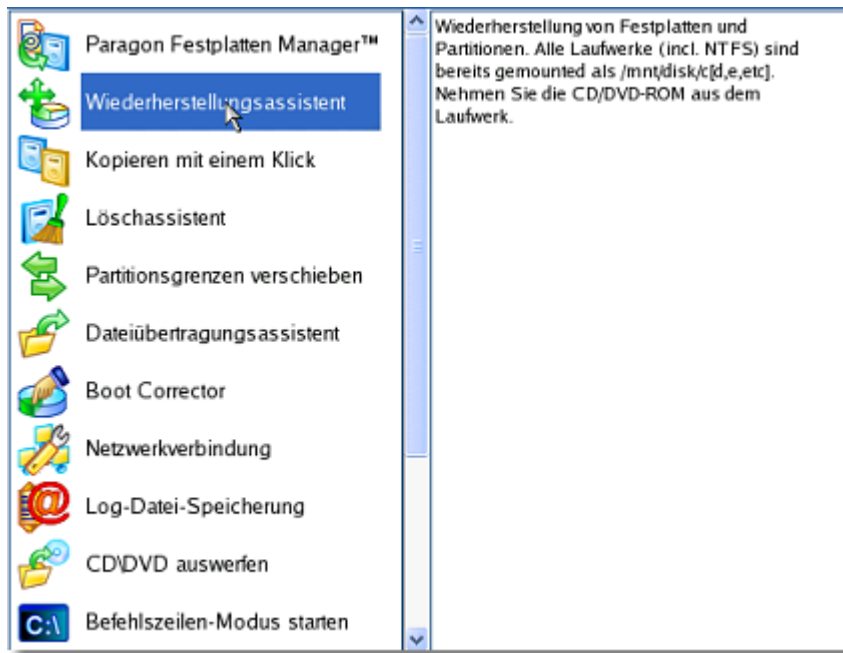 Paragon Festplatten Manager™
Wiederherstellungsassistent
Kopieren mit einem Klick
Löschassistent
Partitionsgrenzen verschieben
Dateiübertragungsassistent
Boot Corrector
Netzwerkverbindung
Log-Datei-Speicherung
CD\DVD auswerfen
C:\
Befehlszeilen-Modus starten
Wiederherstellung von Festplatten und
Partitionen. Alle Laufwerke (incl. NTFS) sind
bereits gemounted als /mnt/disk/c[d,e,etc].
Nehmen Sie die CD/DVD-ROM aus dem
Laufwerk.